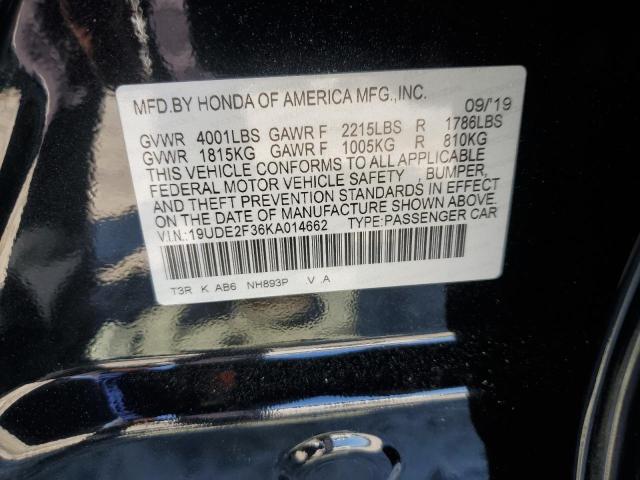 MFD.BY HONDA OF AMERICA MFG.,INC. 09/'19
GVWR 4001LBS GAWR F 2215LBS R 1786LBS
GVWR 1815KG GAWR F 1005KG R 810KG
THIS VEHICLE CONFORMS TO ALL APPLICABLE
FEDERAL MOTOR VEHICLE SAFETY BUMPER,
AND THEFT PREVENTION STANDARDS IN EFFECT
ON THE DATE OF MANUFACTURE SHOWN ABOVE.
V.I.N.:19UDE2F36KA014662 TYPE:PASSENGER CAR
T3R K AB6 NH893P .V .A